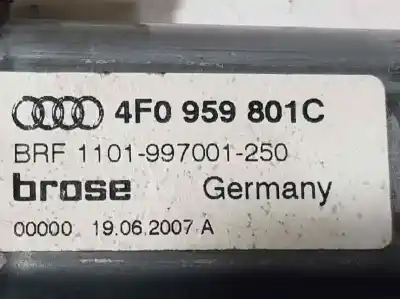 4F0 959 801C
BRF 1101-997001-250
brose Germany
00000 19.06.2007 A